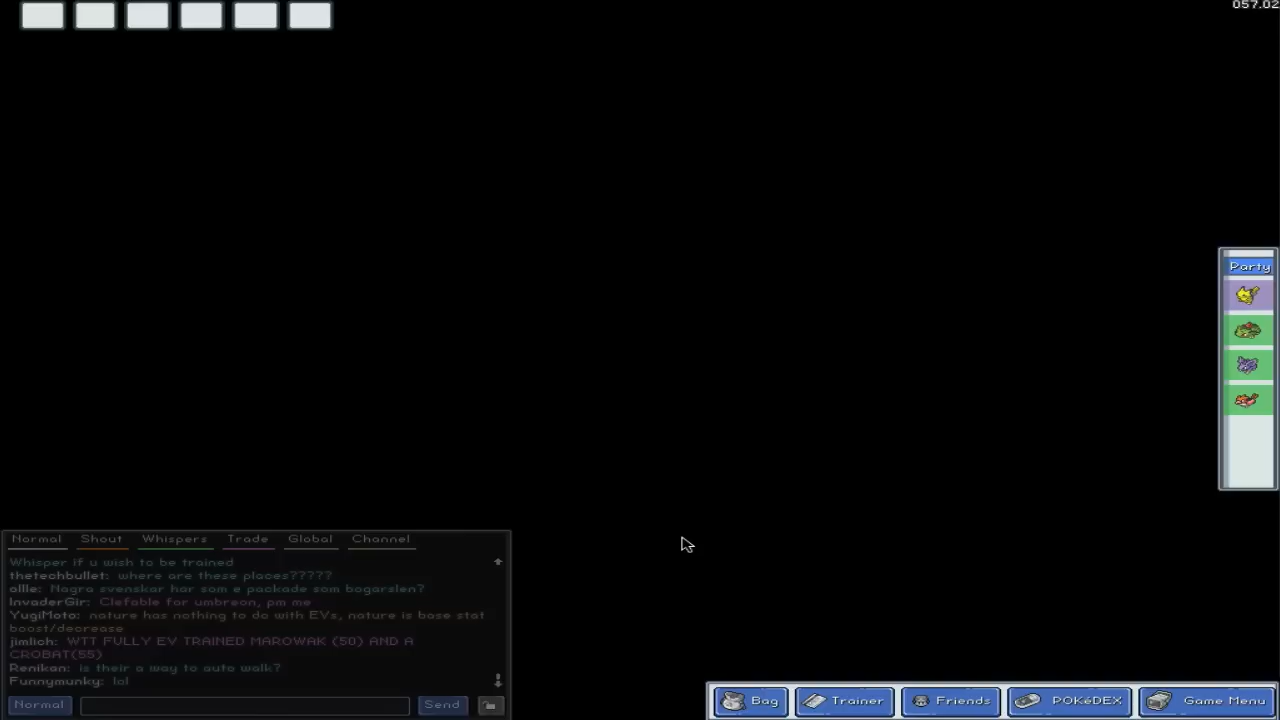 057.02
Party
Normal Shout Whispers Trade Global Channel
Whisper if u wish to be trained
thetechbullet: where are these places?????
ollie: Nagra svenskar har som e packade som bagarslen?
InvaderGir: Clefable for umbreon, pm me
YugiMoto: nature has nothing to do with EVs, nature is base stat
boost/decrease
jimlich: WTT FULLY EV TRAINED MAROWAK (50) AND A
CROBAT(55)
Renikan: is their a way to auto walk?
Funnymunky: lol
Normal Send
Bag Trainer Friends POKéDEX Game Menu